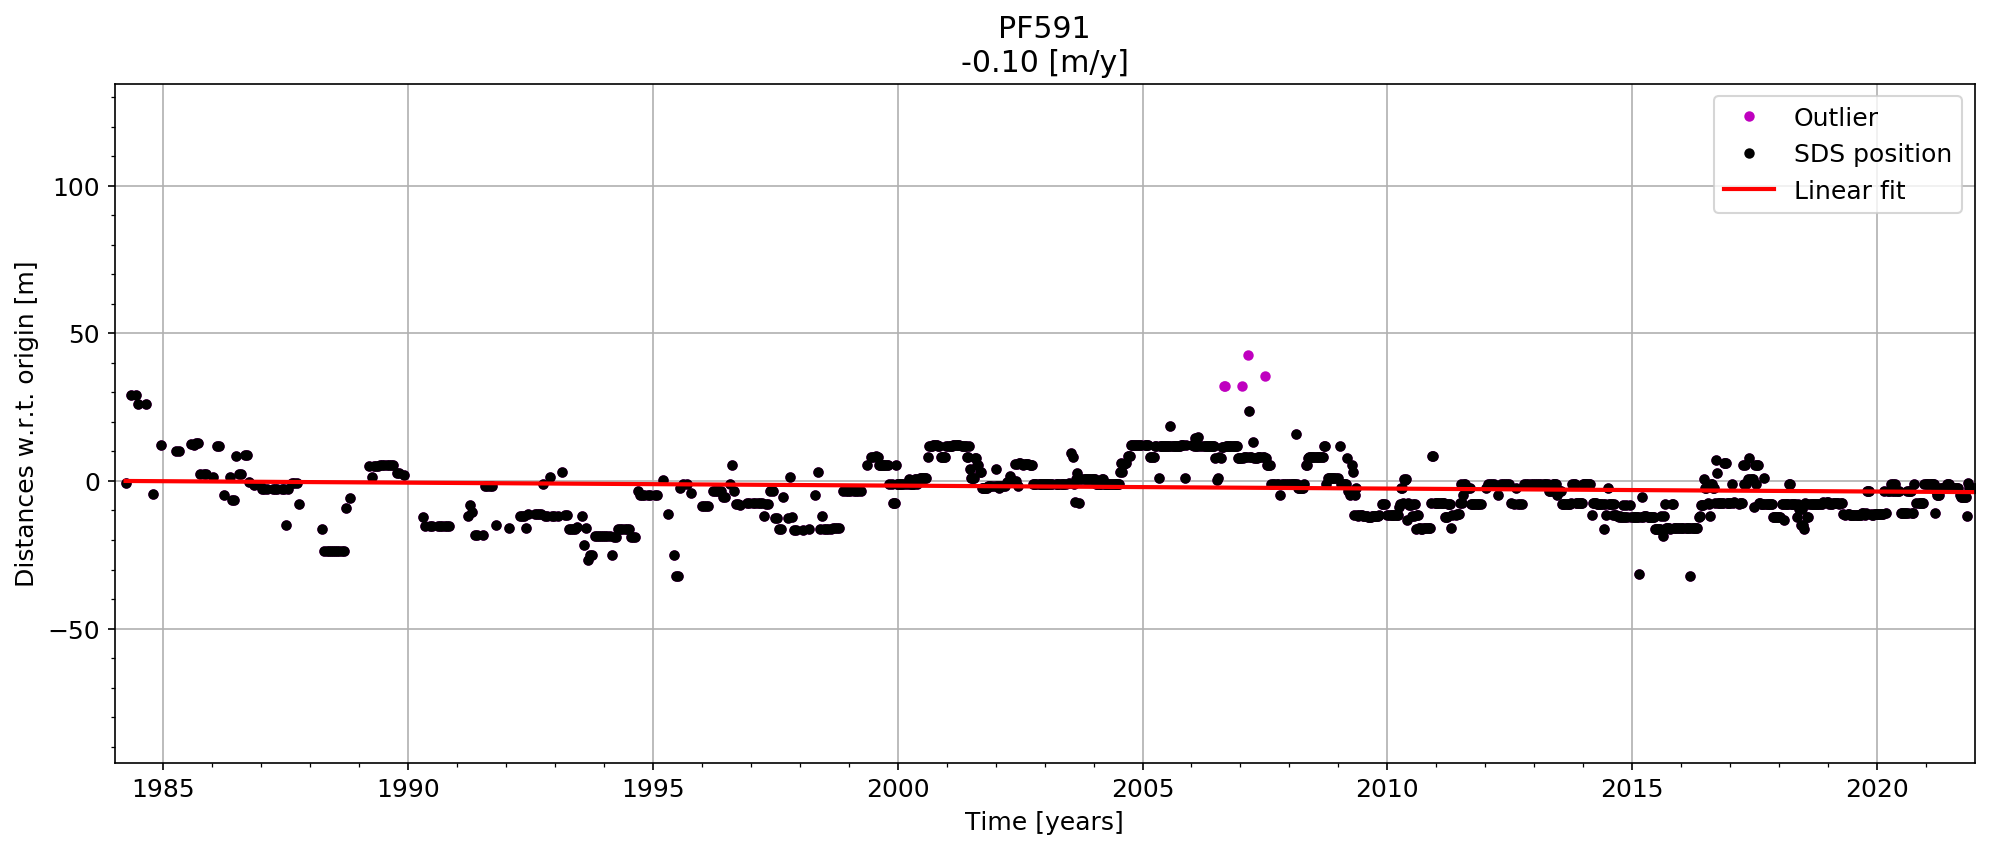 PF591
-0.10 [m/y]
Outlier
SDS position
Linear fit
Distances w.r.t. origin [m]
100
50
0
−50
1985 1990 1995 2000 2005 2010 2015 2020
Time [years]